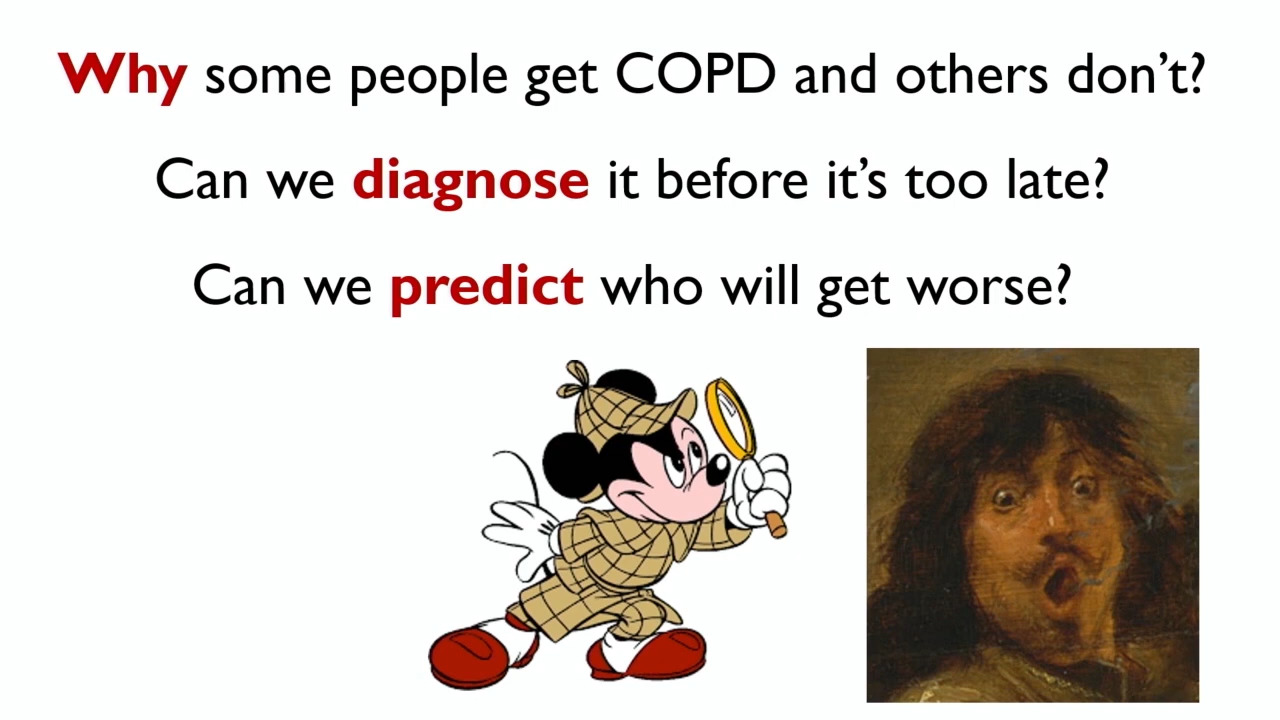 Why some people get COPD and others don’t?
Can we diagnose it before it’s too late?
Can we predict who will get worse?